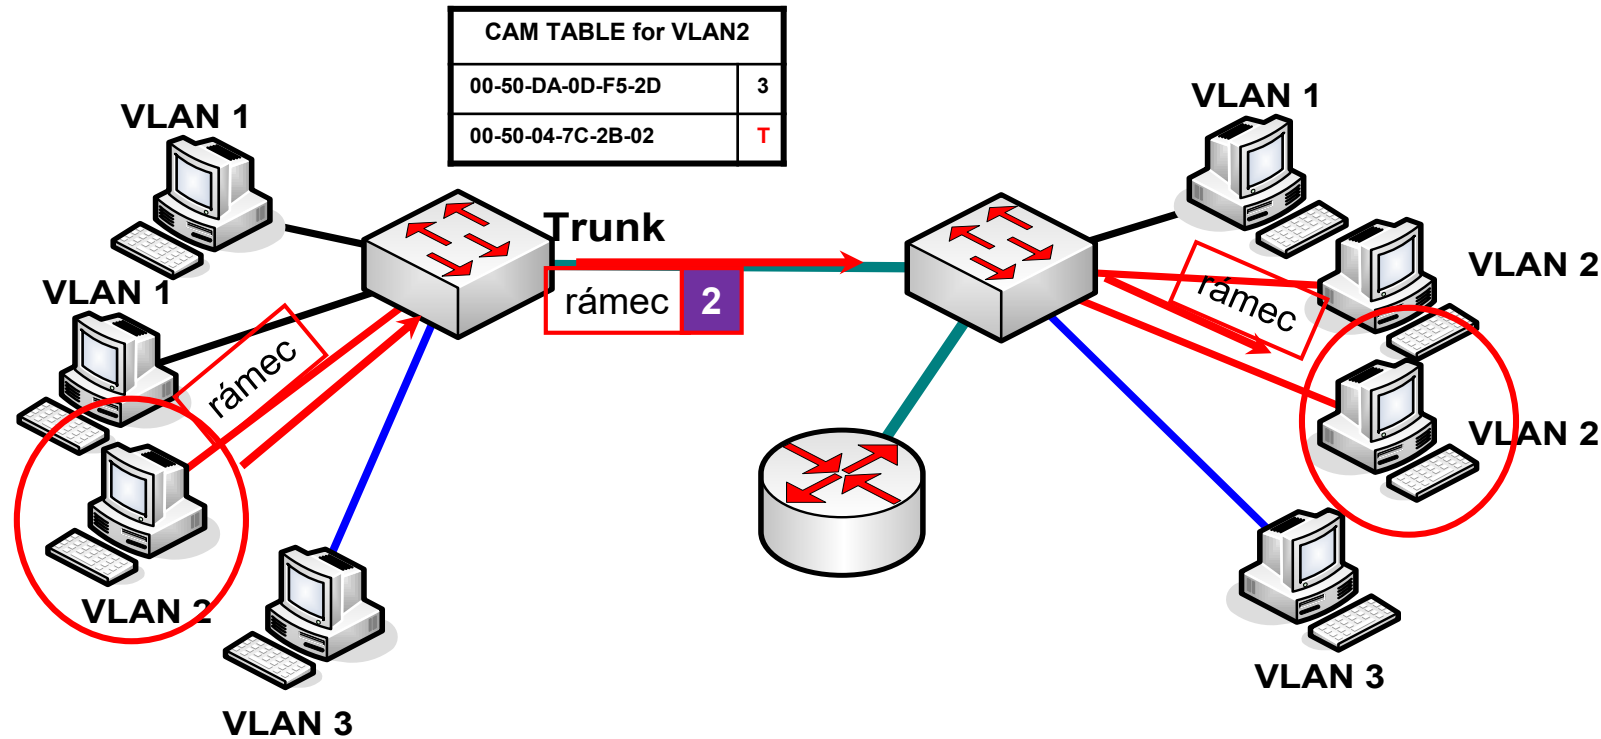 CAM TABLE for VLAN2
00-50-DA-0D-F5-2D 3
00-50-04-7C-2B-02 T
VLAN 1
VLAN 1
VLAN 2
VLAN 3
rámec
Trunk
rámec 2
VLAN 1
rámec
VLAN 2
VLAN 2
VLAN 3